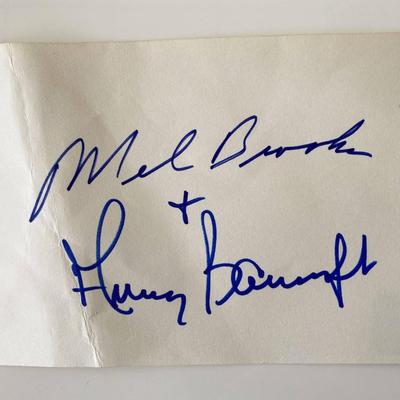 Mel Brooks
+
Anne Bancroft